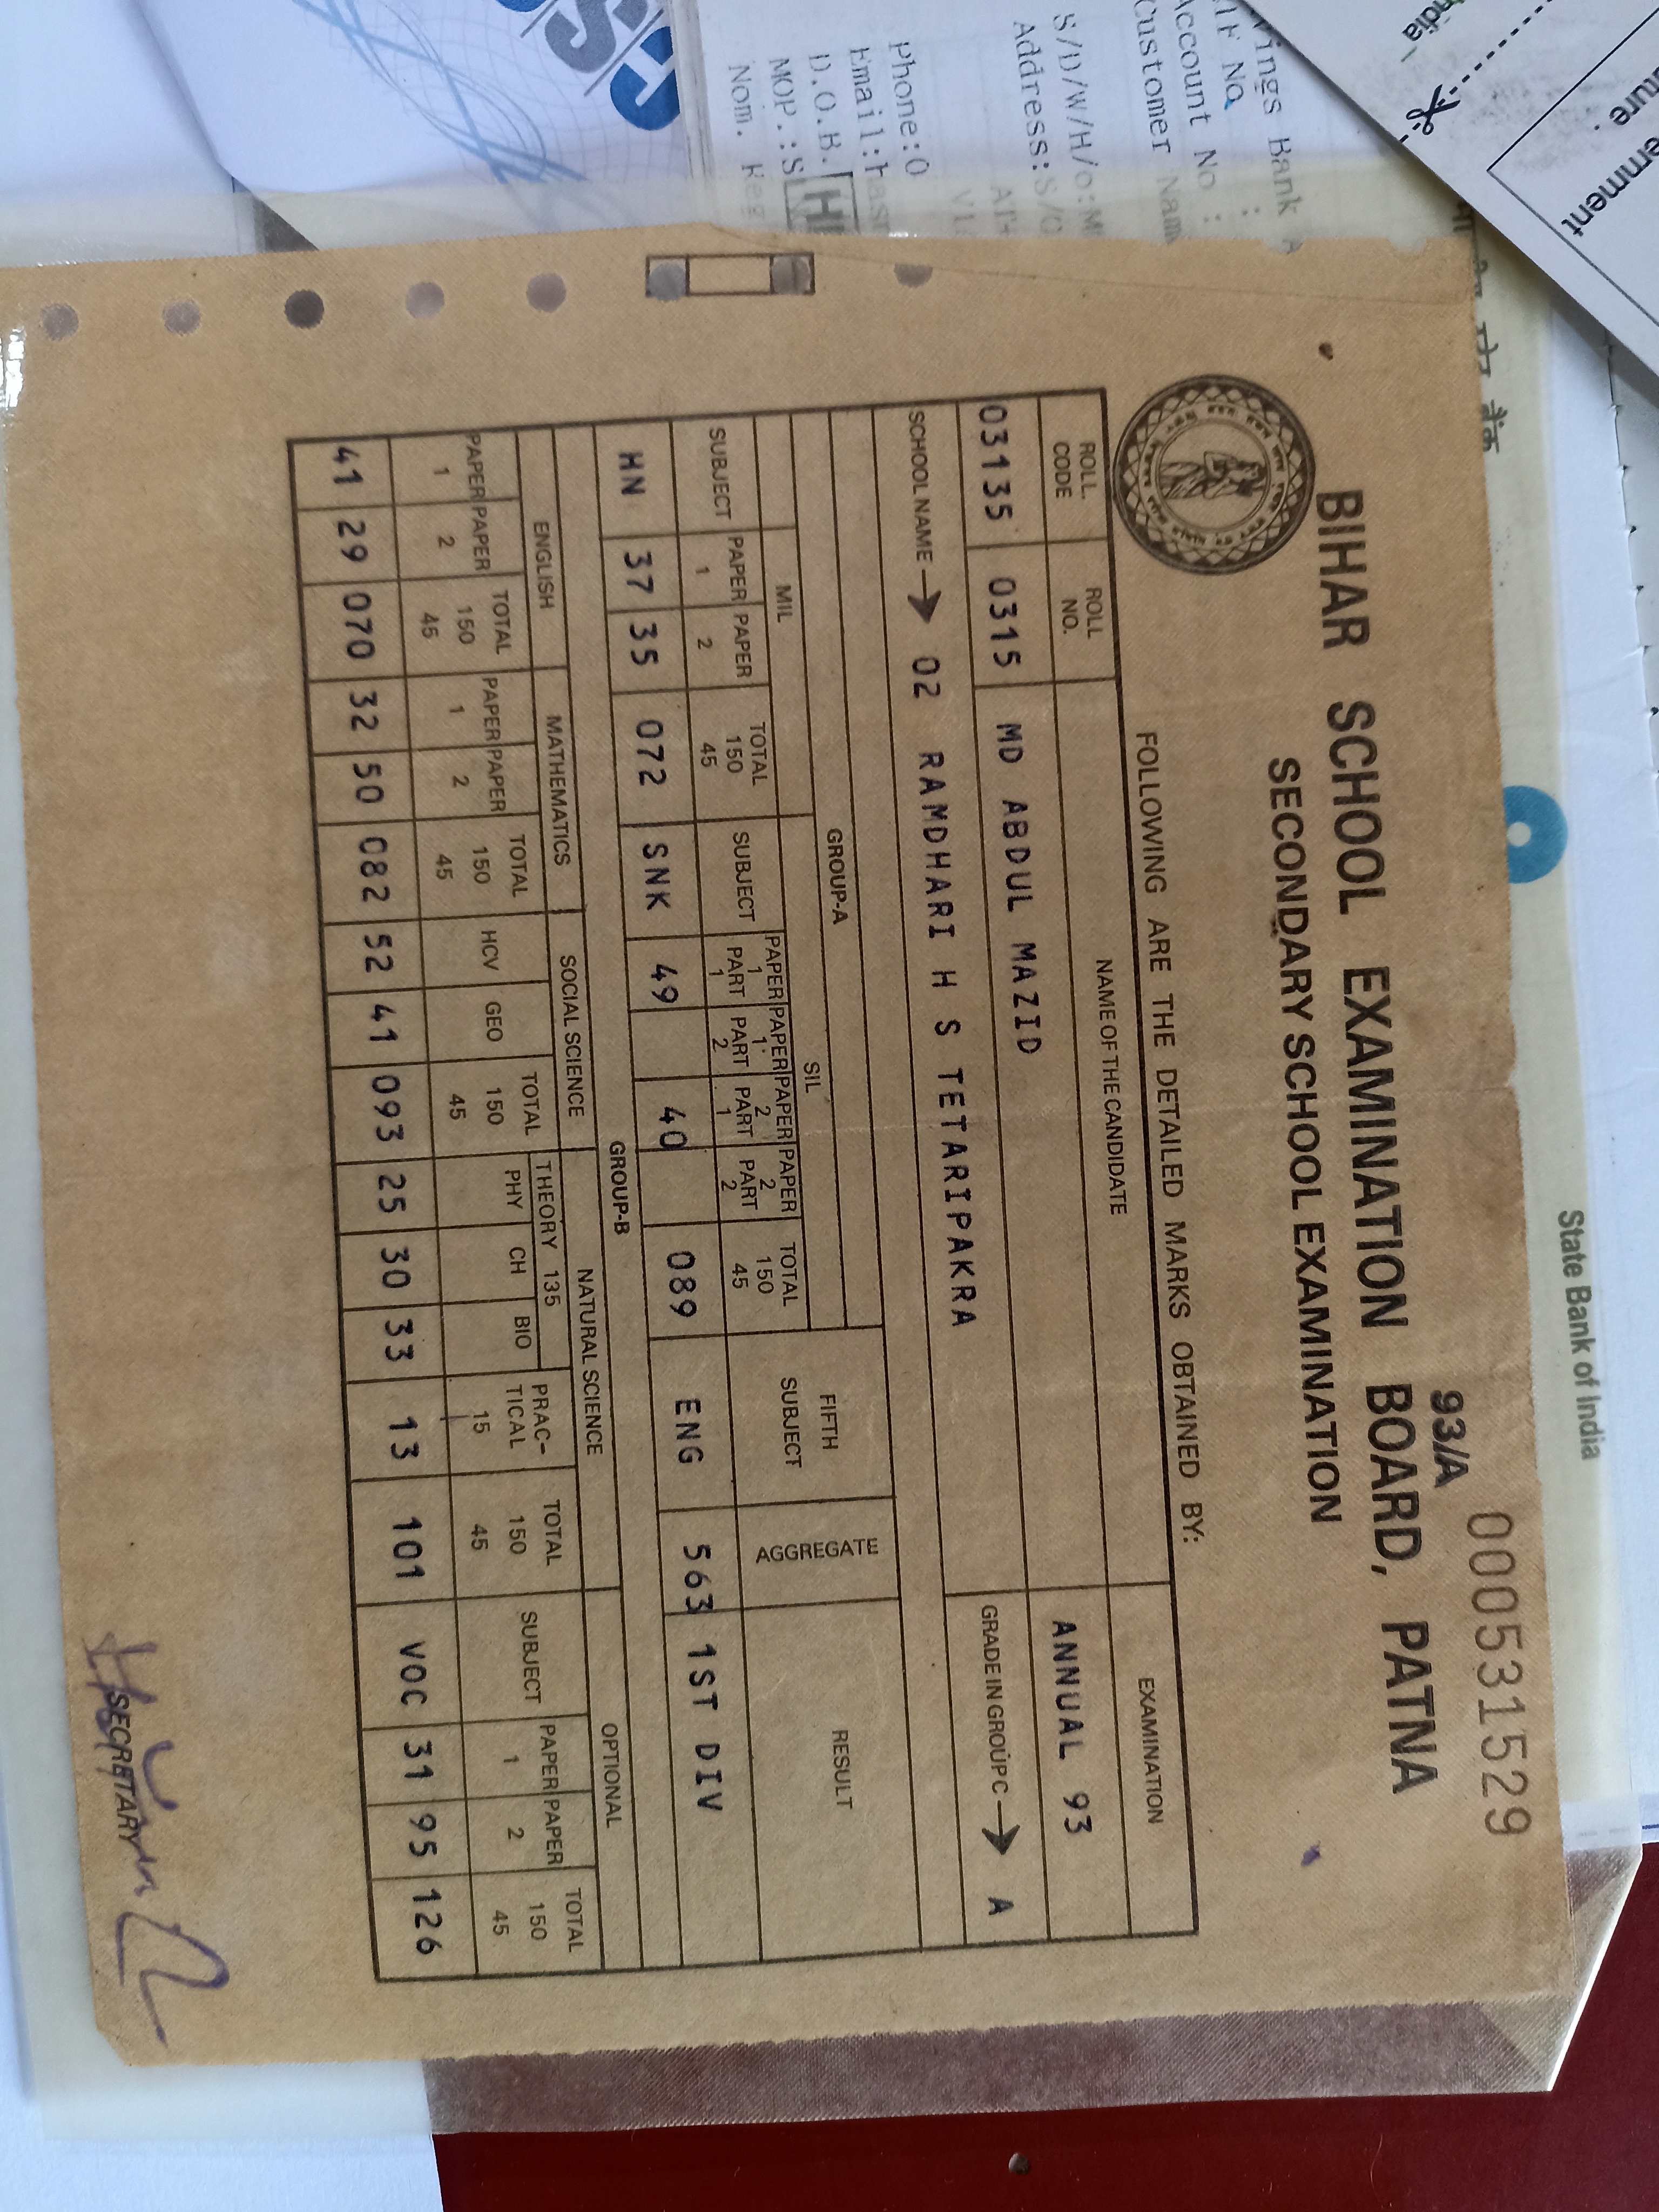 000531529
93/A
BIHAR SCHOOL EXAMINATION BOARD, PATNA
SECONDARY SCHOOL EXAMINATION
FOLLOWING ARE THE DETAILED MARKS OBTAINED BY:
ROLL. CODE ROLL NO. NAME OF THE CANDIDATE EXAMINATION
03135 0315 MD ABDUL MAZID ANNUAL 93
SCHOOL NAME → 02 RAMDHARI H S TETARIPAKRA GRADE IN GROUP C → A
GROUP-A FIFTH SUBJECT AGGREGATE RESULT
MIL SIL
SUBJECT PAPER 1 PAPER 2 TOTAL 150 45 SUBJECT PAPER 1 PART 1 PAPER 1 PART 2 PAPER 2 PART 1 PAPER 2 PART 2 TOTAL 150 45
HN 37 35 072 SNK 49 40 089 ENG 563 1ST DIV
GROUP-B
ENGLISH MATHEMATICS SOCIAL SCIENCE NATURAL SCIENCE OPTIONAL
PAPER 1 PAPER 2 TOTAL 150 45 PAPER 1 PAPER 2 TOTAL 150 45 HCV GEO TOTAL 150 45 THEORY 135 PHY CH BIO PRAC-TICAL 15 TOTAL 150 45 SUBJECT PAPER 1 PAPER 2 TOTAL 150 45
41 29 070 32 50 082 52 41 093 25 30 33 13 101 VOC 31 95 126
SECRETARY
State Bank of India
Account No :
Customer Nam
S/D/W/H/o:M
Address:S/O
Phone:0
Email:
D.O.B.
MOP.:S
Nom. Reg